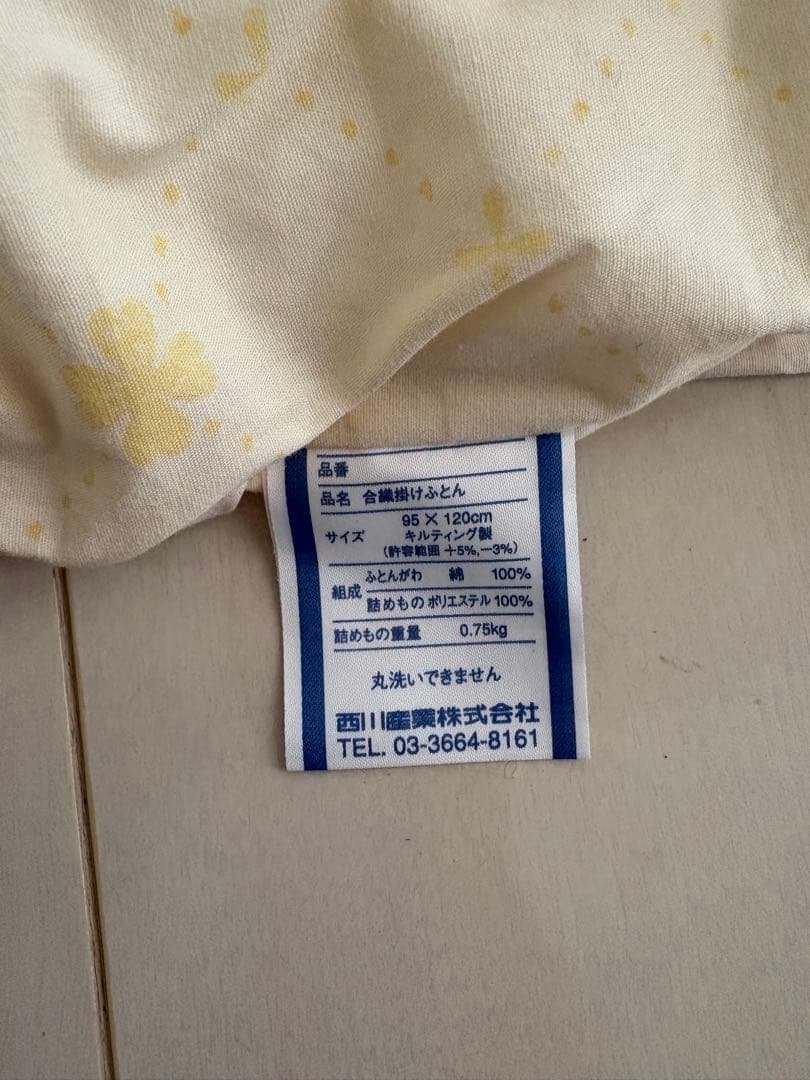 品番
品名 合繊掛けふとん
サイズ 95×120cm
キルティング製
(許容範囲 +5%,−3%)
組成 ふとんがわ 綿 100%
詰めもの ポリエステル 100%
詰めもの重量 0.75kg
丸洗いできません
西川産業株式会社
TEL. 03-3664-8161